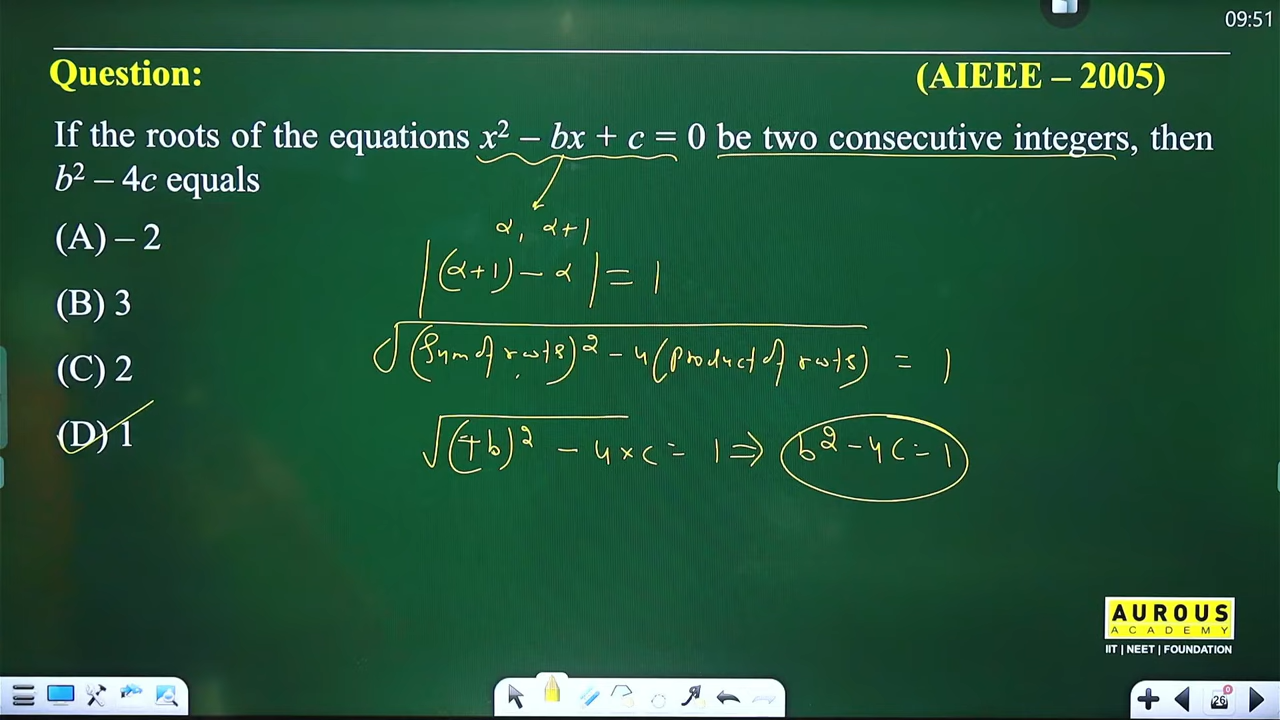 09:51
Question: (AIEEE – 2005)
If the roots of the equations x² – bx + c = 0 be two consecutive integers, then
b² – 4c equals
(A) – 2
(B) 3
(C) 2
(D) 1
α, α+1
|(α+1) – α| = 1
√(Sum of roots)² – 4(Product of roots) = 1
√(+b)² – 4×c = 1 ⇒ b² – 4c = 1
AUROUS
ACADEMY
IIT | NEET | FOUNDATION
26